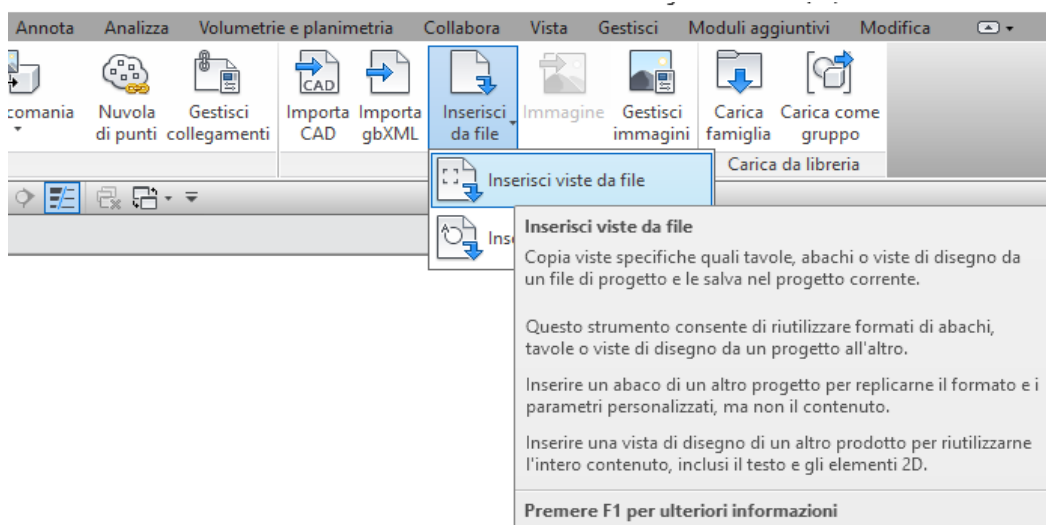 Annota Analizza Volumetrie e planimetria Collabora Vista Gestisci Moduli aggiuntivi Modifica
CAD
comania Nuvola Gestisci Importa Importa Inserisci Immagine Gestisci Carica Carica come
di punti collegamenti CAD gbXML da file immagini famiglia gruppo
Carica da libreria
Inserisci viste da file
Inse
Inserisci viste da file
Copia viste specifiche quali tavole, abachi o viste di disegno da
un file di progetto e le salva nel progetto corrente.
Questo strumento consente di riutilizzare formati di abachi,
tavole o viste di disegno da un progetto all'altro.
Inserire un abaco di un altro progetto per replicarne il formato e i
parametri personalizzati, ma non il contenuto.
Inserire una vista di disegno di un altro prodotto per riutilizzarne
l'intero contenuto, inclusi il testo e gli elementi 2D.
Premere F1 per ulteriori informazioni